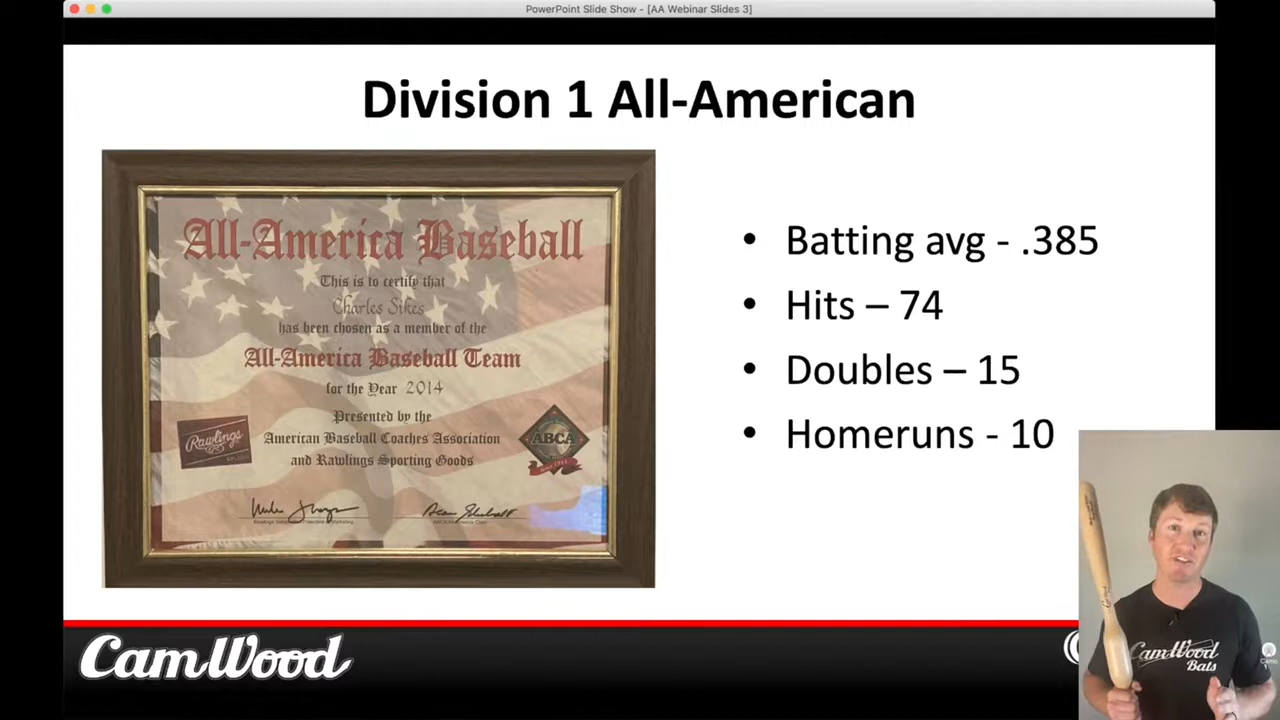 PowerPoint Slide Show - [AA Webinar Slides 3]
Division 1 All-American
All-America Baseball
This is to certify that
Charles Sikes
has been chosen as a member of the
All-America Baseball Team
for the Year 2014
Presented by the
American Baseball Coaches Association
and Rawlings Sporting Goods
Rawlings
ABCA
• Batting avg - .385
• Hits – 74
• Doubles – 15
• Homeruns - 10
CamWood
CamWood
Bats